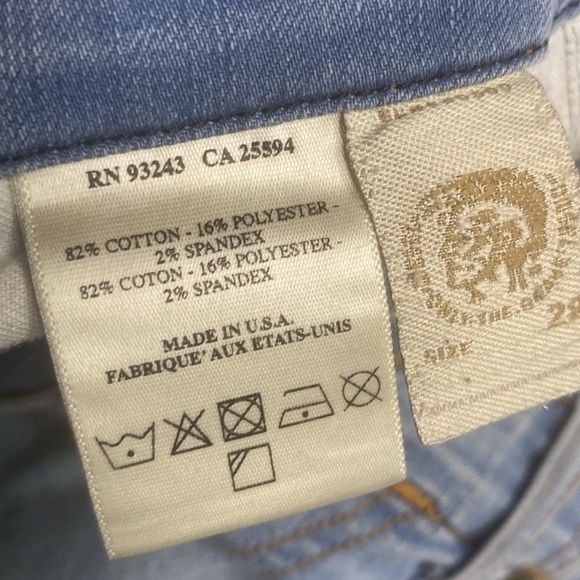 RN 93243 CA 25594
82% COTTON - 16% POLYESTER -
2% SPANDEX
82% COTON - 16% POLYESTER -
2% SPANDEX
MADE IN U.S.A.
FABRIQUE' AUX ETATS-UNIS
SIZE